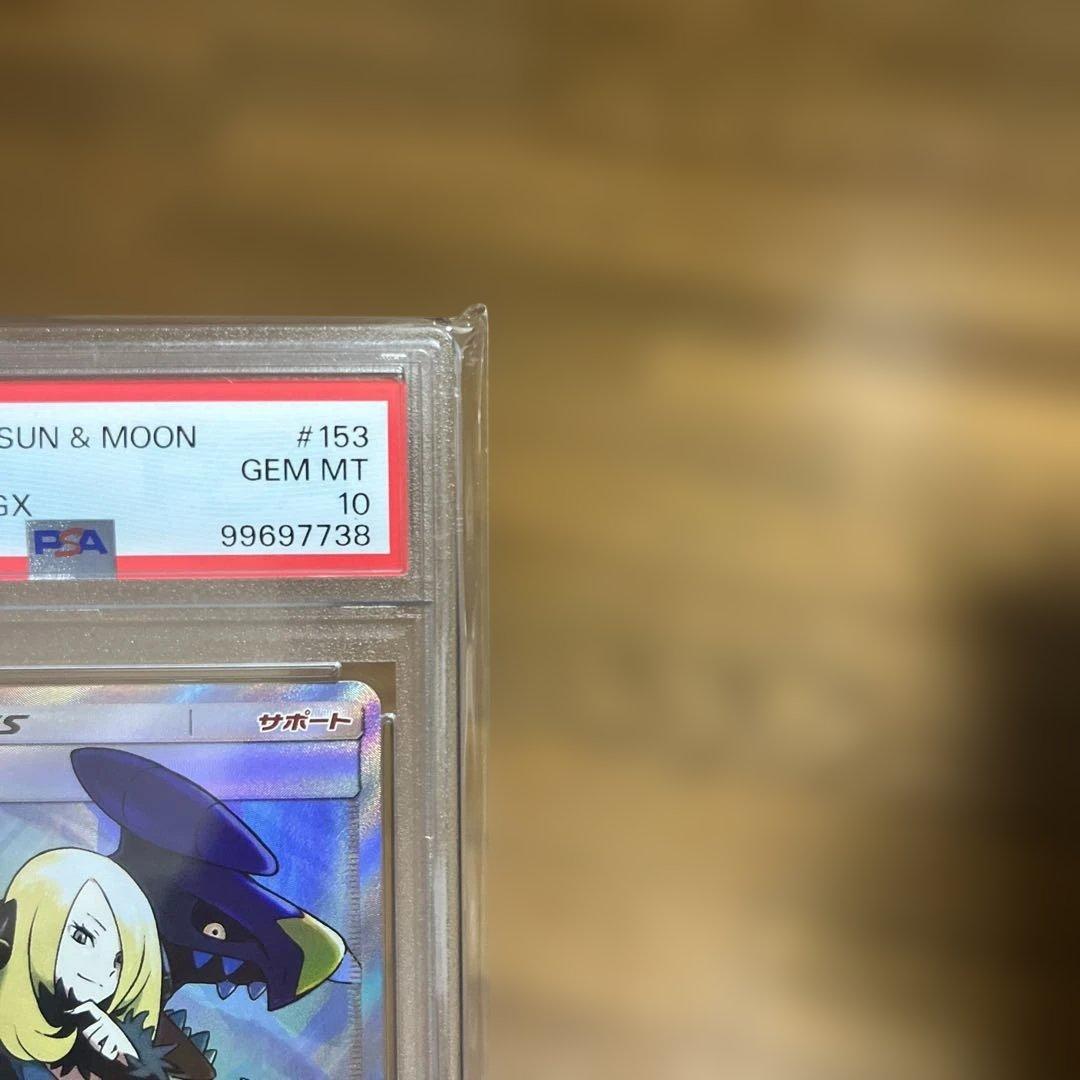 SUN & MOON #153
GEM MT
GX 10
PSA 99697738
サポート